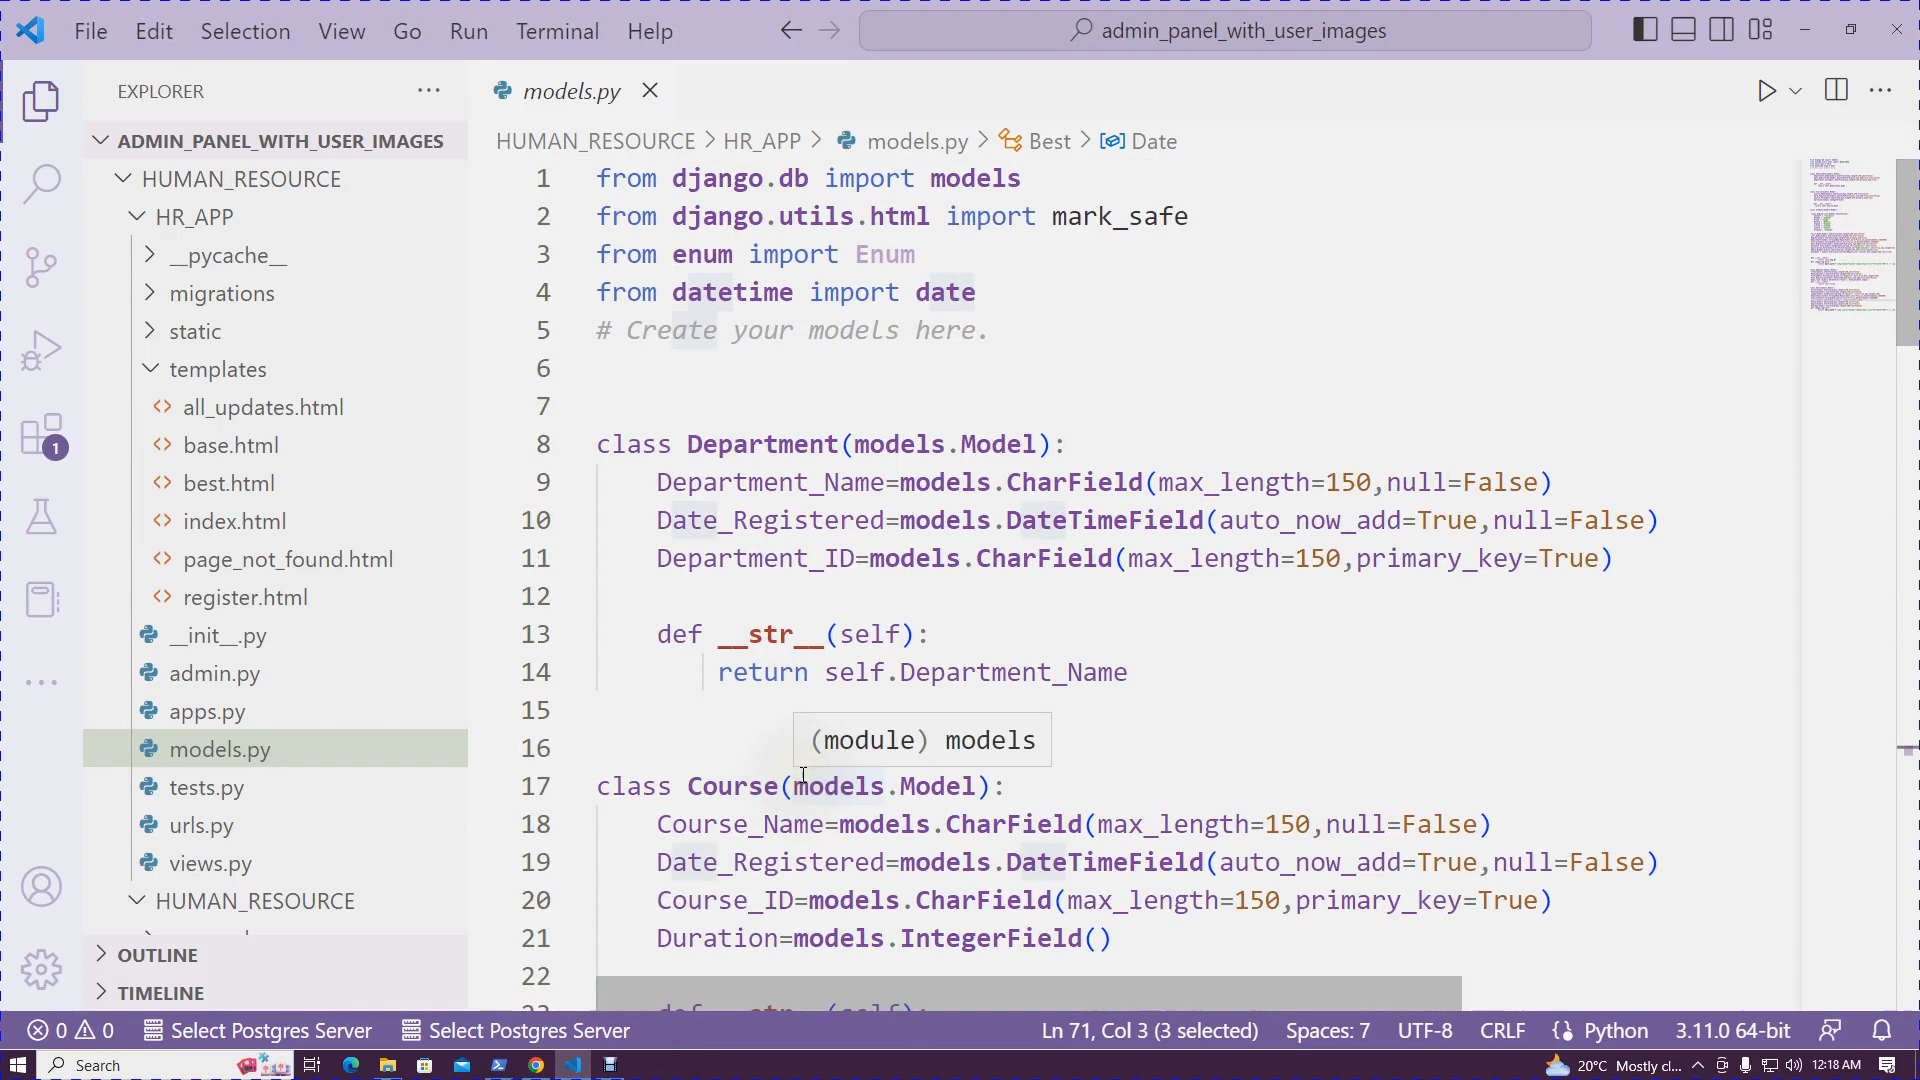 File Edit Selection View Go Run Terminal Help
admin_panel_with_user_images
EXPLORER
ADMIN_PANEL_WITH_USER_IMAGES
HUMAN_RESOURCE
HR_APP
__pycache__
migrations
static
templates
all_updates.html
base.html
best.html
index.html
page_not_found.html
register.html
__init__.py
admin.py
apps.py
models.py
tests.py
urls.py
views.py
HUMAN_RESOURCE
OUTLINE
TIMELINE
1
models.py
HUMAN_RESOURCE > HR_APP > models.py > Best > Date
1 from django.db import models
2 from django.utils.html import mark_safe
3 from enum import Enum
4 from datetime import date
5 # Create your models here.
6
7
8 class Department(models.Model):
9 Department_Name=models.CharField(max_length=150,null=False)
10 Date_Registered=models.DateTimeField(auto_now_add=True,null=False)
11 Department_ID=models.CharField(max_length=150,primary_key=True)
12
13 def __str__(self):
14 return self.Department_Name
15
(module) models
16
17 class Course(models.Model):
18 Course_Name=models.CharField(max_length=150,null=False)
19 Date_Registered=models.DateTimeField(auto_now_add=True,null=False)
20 Course_ID=models.CharField(max_length=150,primary_key=True)
21 Duration=models.IntegerField()
22
0 0 Select Postgres Server Select Postgres Server Ln 71, Col 3 (3 selected) Spaces: 7 UTF-8 CRLF Python 3.11.0 64-bit
Search 20°C Mostly cl... 12:18 AM